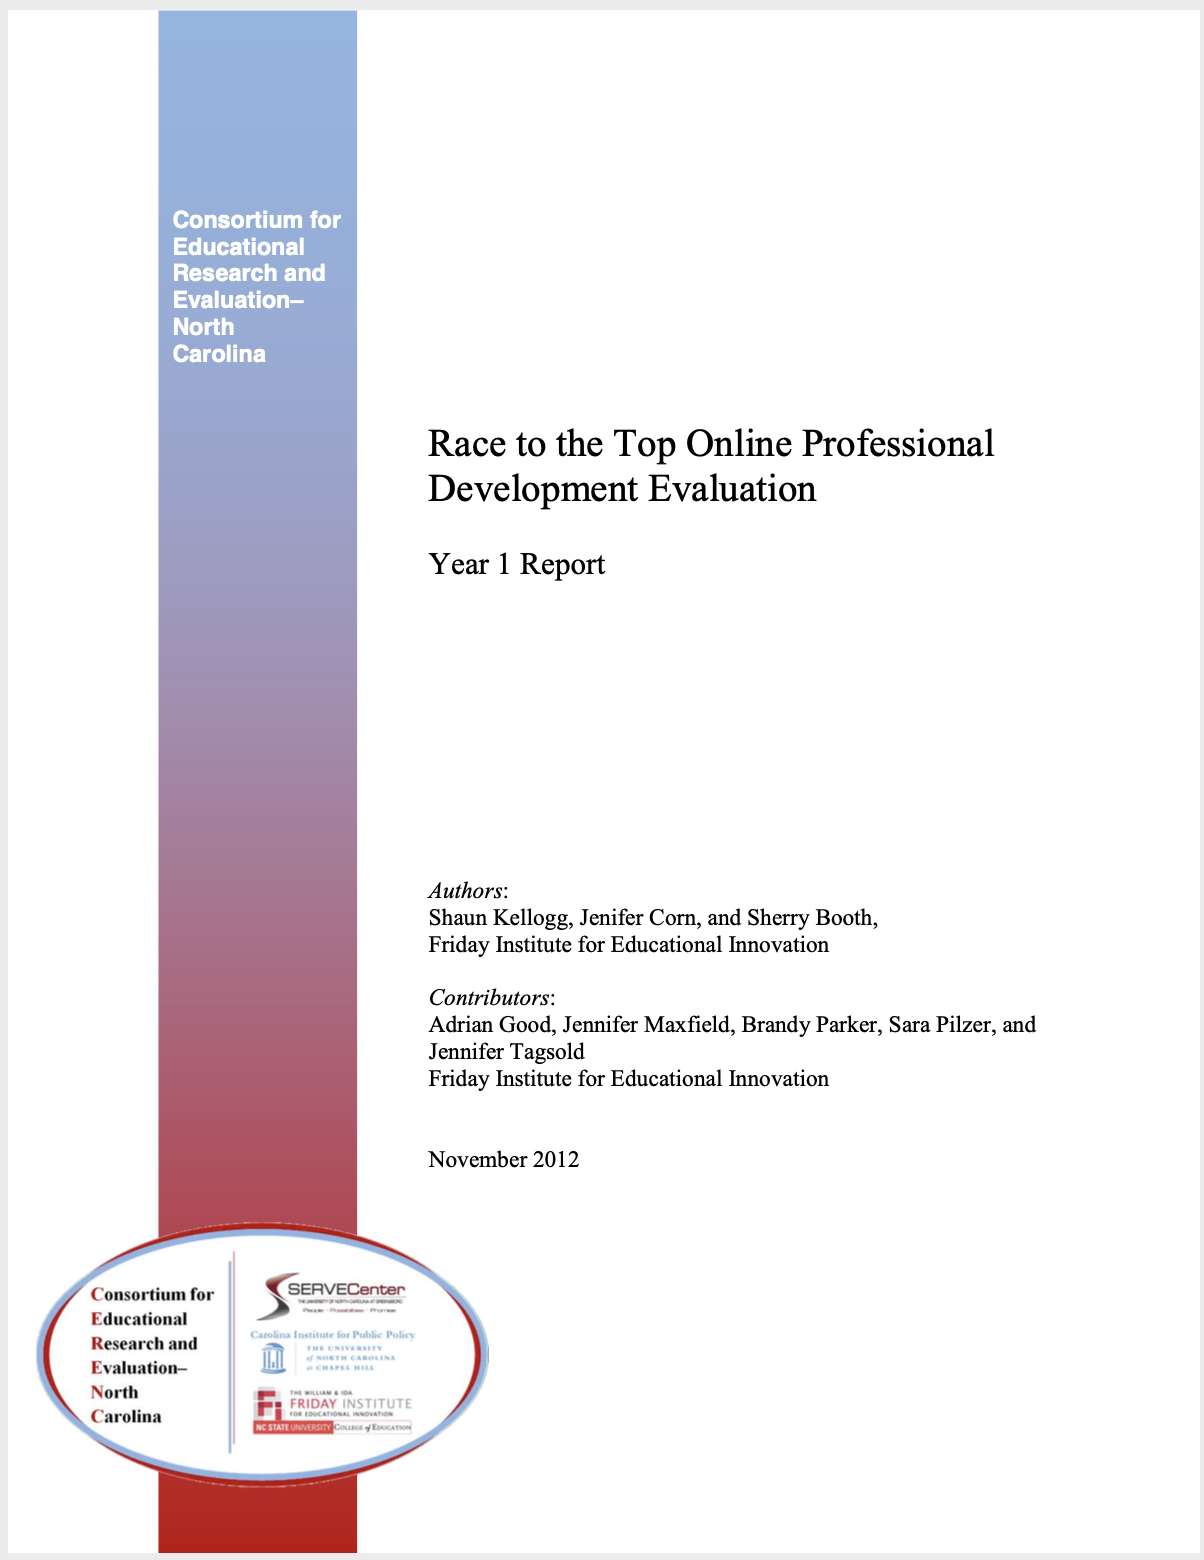 Consortium for
Educational
Research and
Evaluation–
North
Carolina
Race to the Top Online Professional
Development Evaluation
Year 1 Report
Authors:
Shaun Kellogg, Jenifer Corn, and Sherry Booth,
Friday Institute for Educational Innovation
Contributors:
Adrian Good, Jennifer Maxfield, Brandy Parker, Sara Pilzer, and
Jennifer Tagsold
Friday Institute for Educational Innovation
November 2012
Consortium for
Educational
Research and
Evaluation–
North
Carolina
SERVECenter
THE UNIVERSITY OF NORTH CAROLINA AT GREENSBORO
People · Possibilities · Promise
Carolina Institute for Public Policy
THE UNIVERSITY
of NORTH CAROLINA
at CHAPEL HILL
Fi
THE WILLIAM & IDA
FRIDAY INSTITUTE
FOR EDUCATIONAL INNOVATION
NC STATE UNIVERSITY COLLEGE of EDUCATION